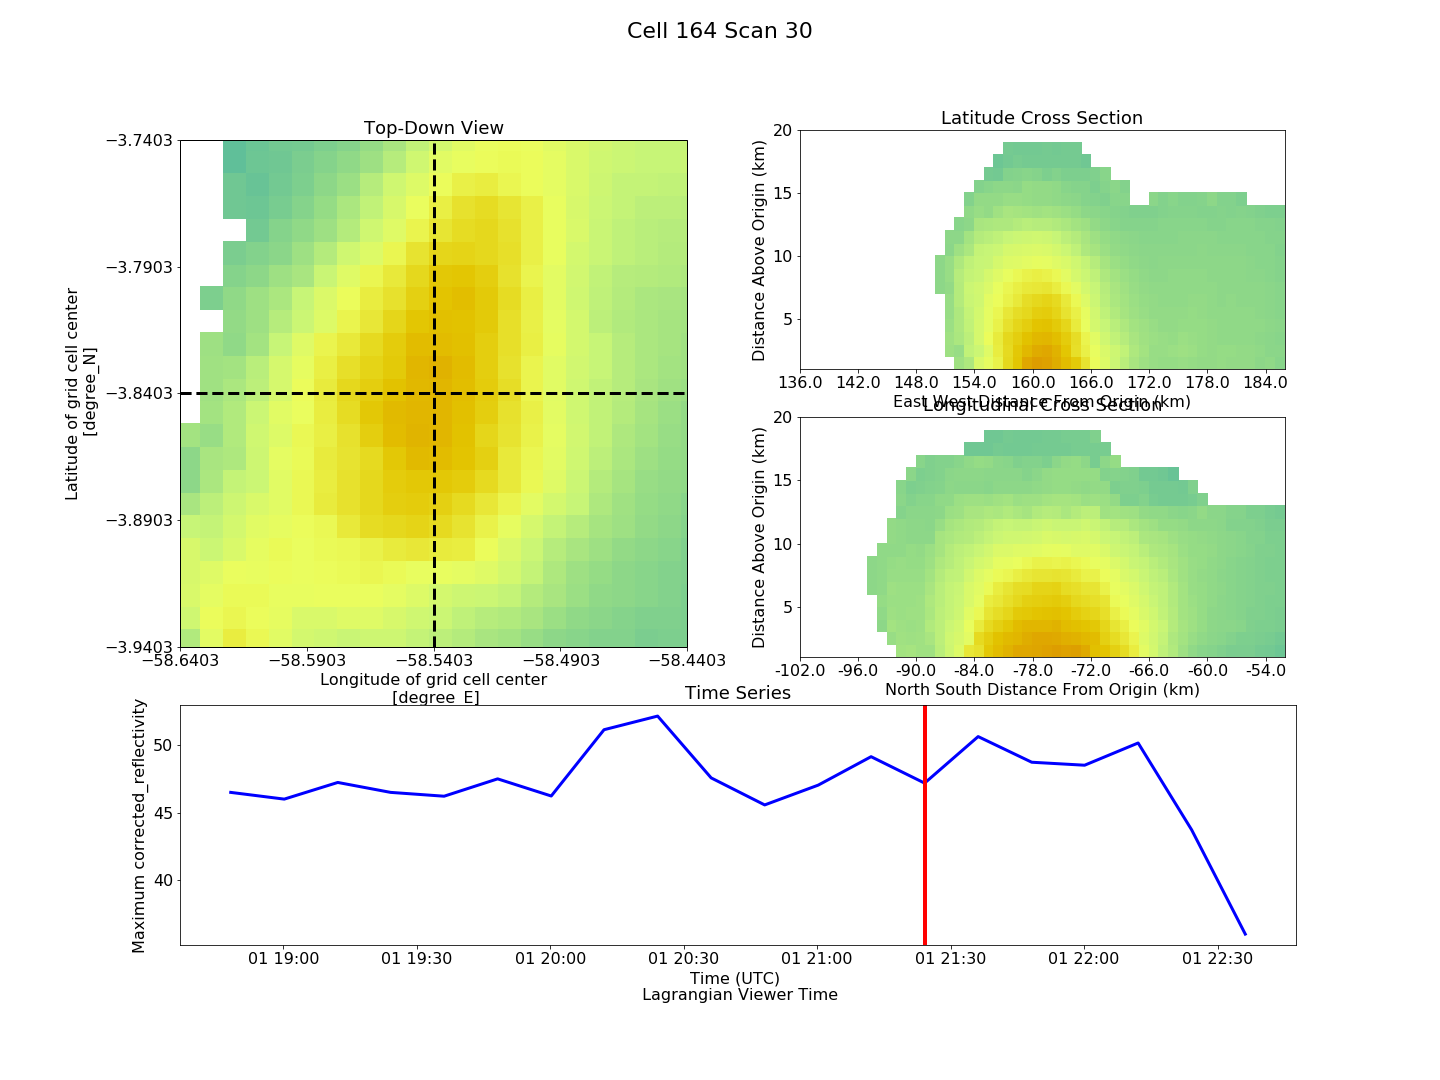 Cell 164 Scan 30
Top-Down View
−3.7403
−3.7903
−3.8403
−3.8903
−3.9403
Latitude of grid cell center
[degree_N]
−58.6403 −58.5903 −58.5403 −58.4903 −58.4403
Longitude of grid cell center
[degree_E]
Latitude Cross Section
20
15
10
5
Distance Above Origin (km)
136.0 142.0 148.0 154.0 160.0 166.0 172.0 178.0 184.0
East West Distance From Origin (km)
Longitudinal Cross Section
20
15
10
5
Distance Above Origin (km)
-102.0 -96.0 -90.0 -84.0 -78.0 -72.0 -66.0 -60.0 -54.0
North South Distance From Origin (km)
Time Series
50
45
40
Maximum corrected_reflectivity
01 19:00 01 19:30 01 20:00 01 20:30 01 21:00 01 21:30 01 22:00 01 22:30
Time (UTC)
Lagrangian Viewer Time